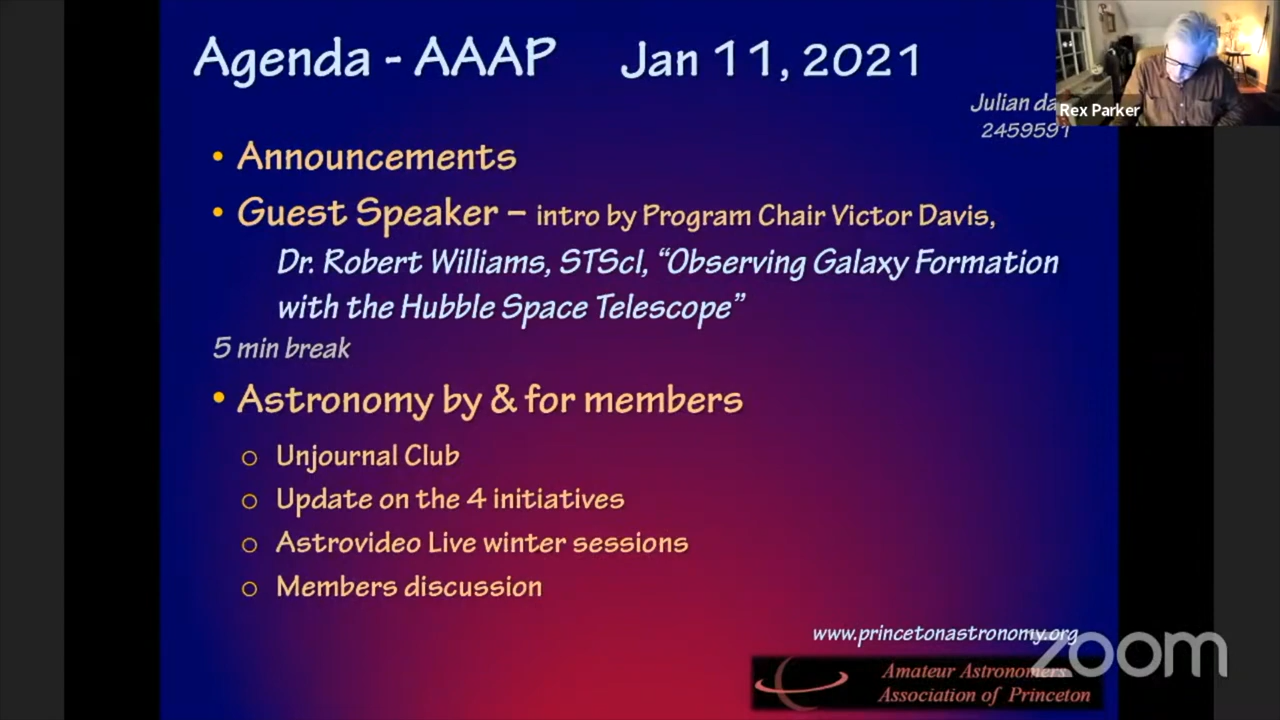 Agenda - AAAP Jan 11, 2021
Rex Parker
Julian da
2459591
• Announcements
• Guest Speaker – intro by Program Chair Victor Davis,
Dr. Robert Williams, STScI, “Observing Galaxy Formation
with the Hubble Space Telescope”
5 min break
• Astronomy by & for members
o Unjournal Club
o Update on the 4 initiatives
o Astrovideo Live winter sessions
o Members discussion
www.princetonastronomy.org
zoom
Amateur Astronomers
Association of Princeton